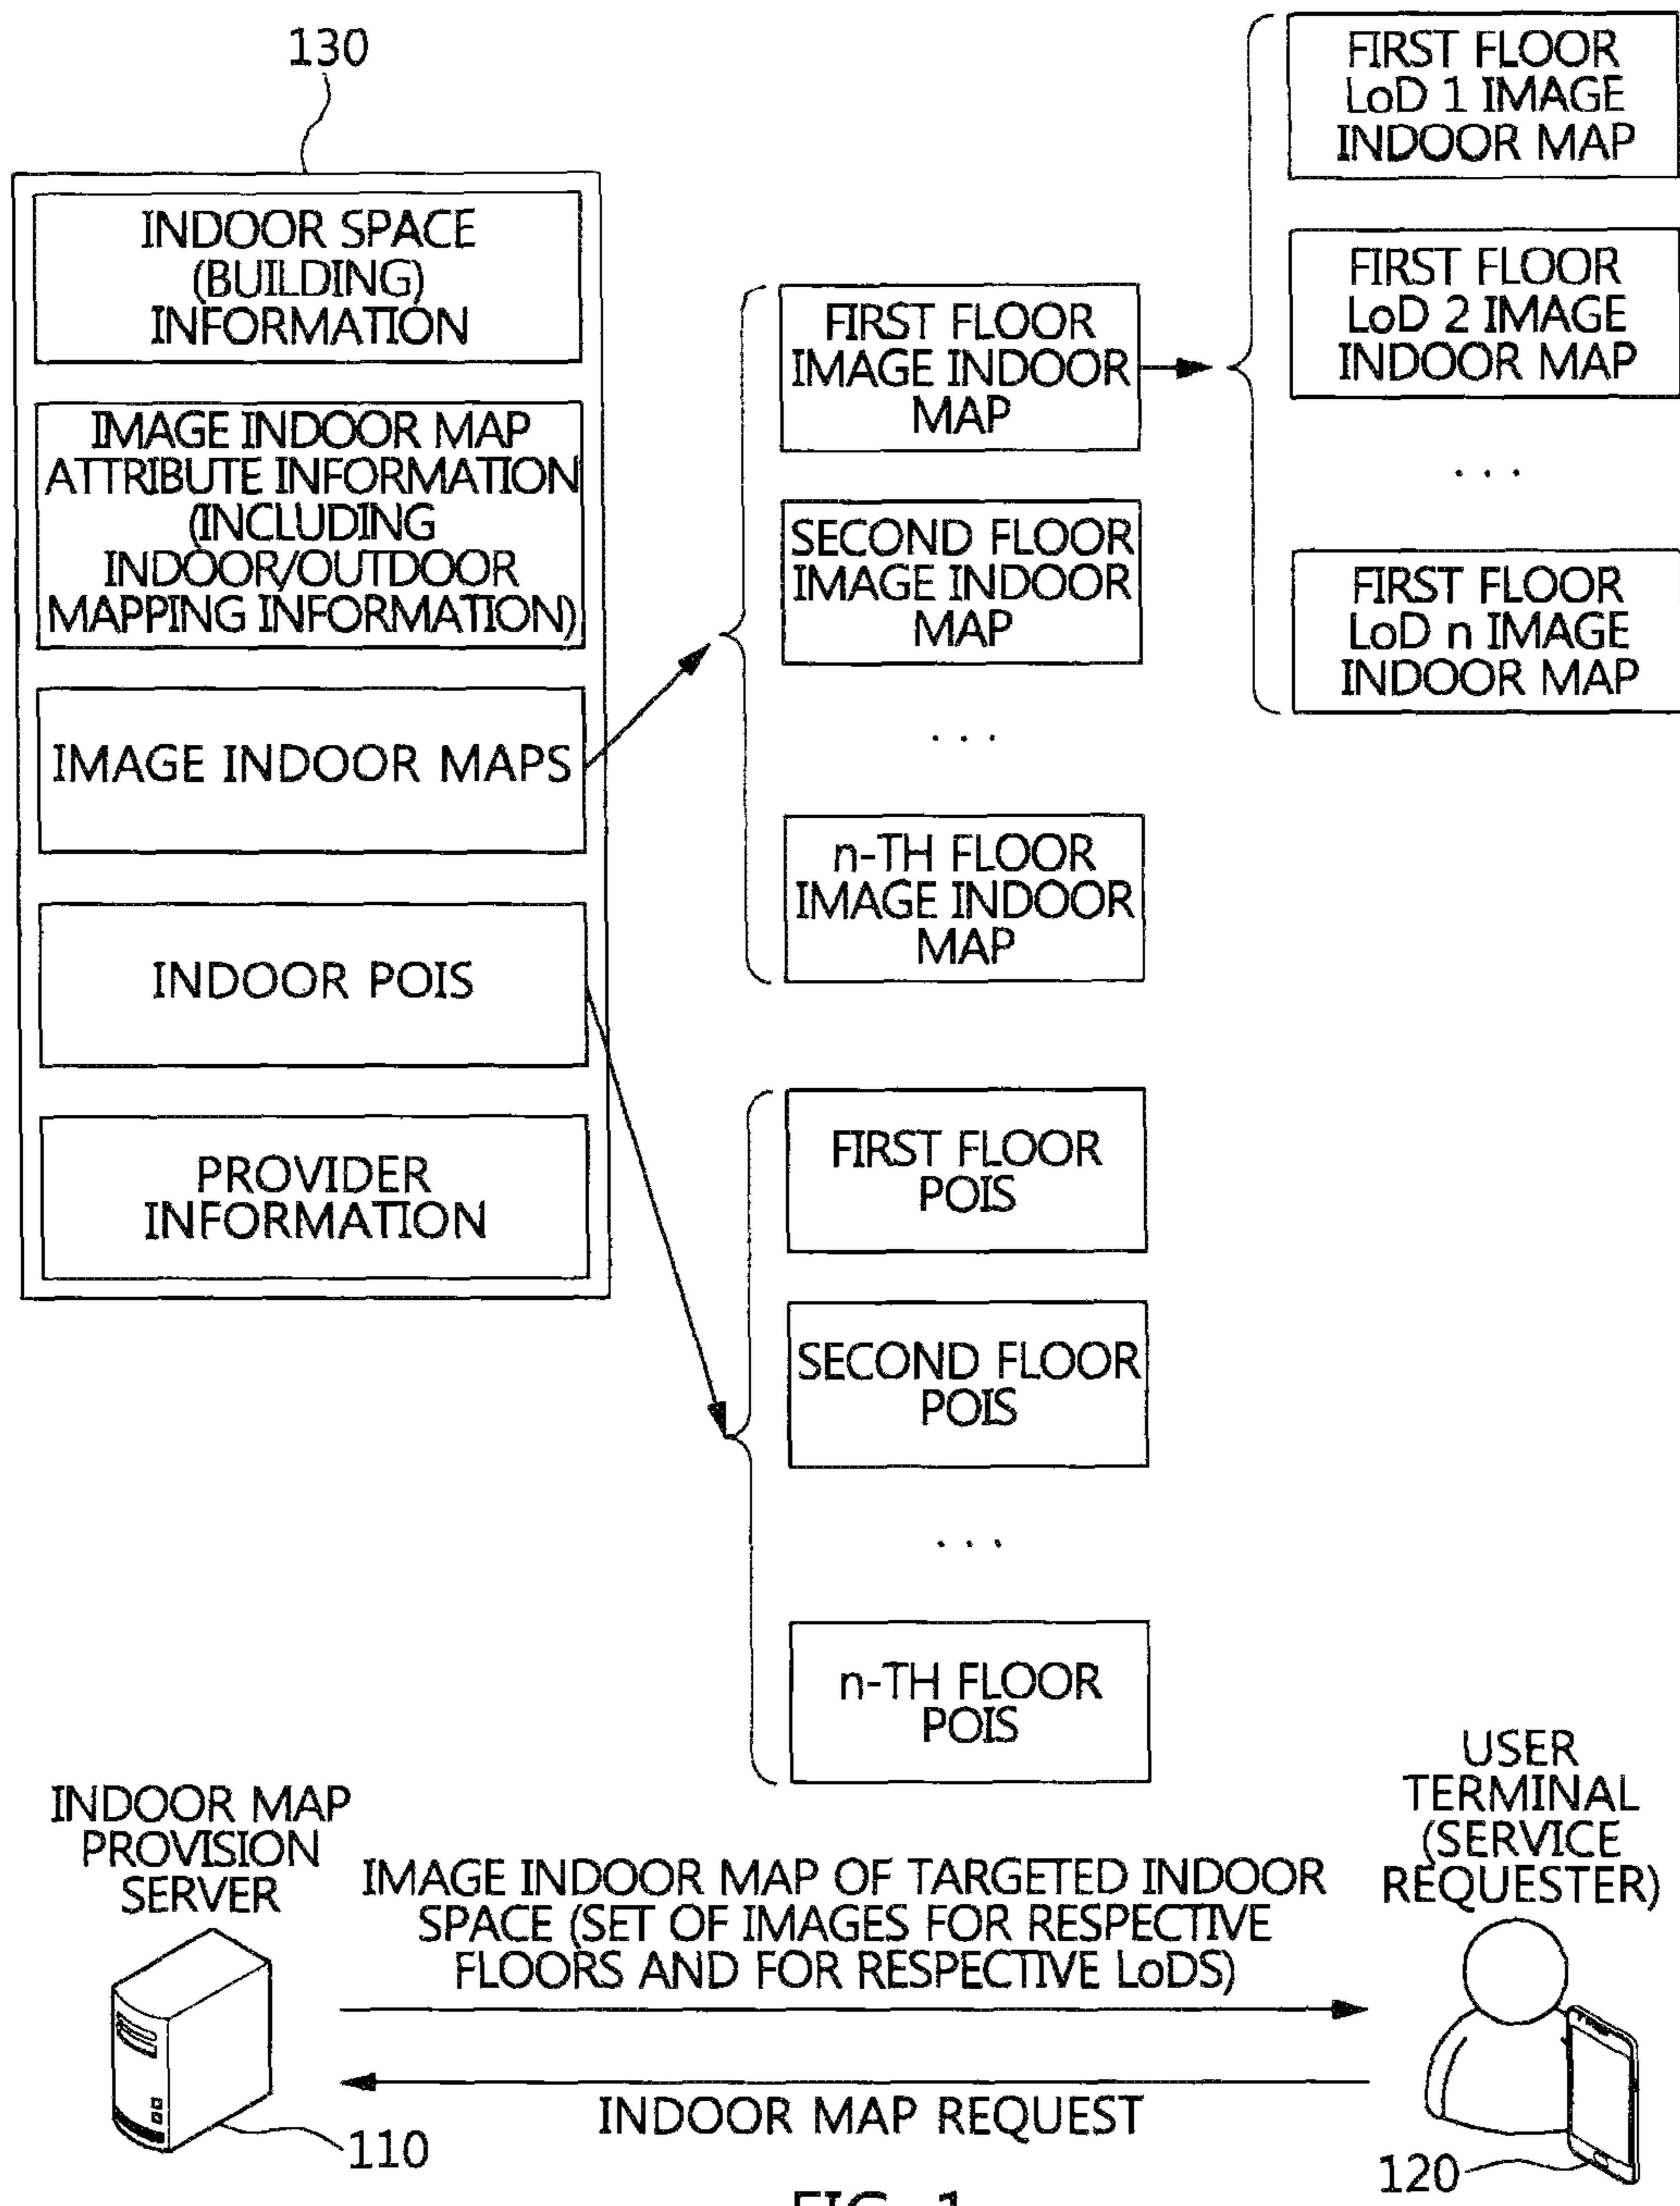 130
INDOOR SPACE
(BUILDING)
INFORMATION
IMAGE INDOOR MAP
ATTRIBUTE INFORMATION
(INCLUDING
INDOOR/OUTDOOR
MAPPING INFORMATION)
IMAGE INDOOR MAPS
INDOOR POIS
PROVIDER
INFORMATION
FIRST FLOOR
IMAGE INDOOR
MAP
SECOND FLOOR
IMAGE INDOOR
MAP
...
n-TH FLOOR
IMAGE INDOOR
MAP
FIRST FLOOR
LoD 1 IMAGE
INDOOR MAP
FIRST FLOOR
LoD 2 IMAGE
INDOOR MAP
...
FIRST FLOOR
LoD n IMAGE
INDOOR MAP
FIRST FLOOR
POIS
SECOND FLOOR
POIS
...
n-TH FLOOR
POIS
INDOOR MAP
PROVISION
SERVER
110
IMAGE INDOOR MAP OF TARGETED INDOOR
SPACE (SET OF IMAGES FOR RESPECTIVE
FLOORS AND FOR RESPECTIVE LoDS)
INDOOR MAP REQUEST
USER
TERMINAL
(SERVICE
REQUESTER)
120
FIG. 1